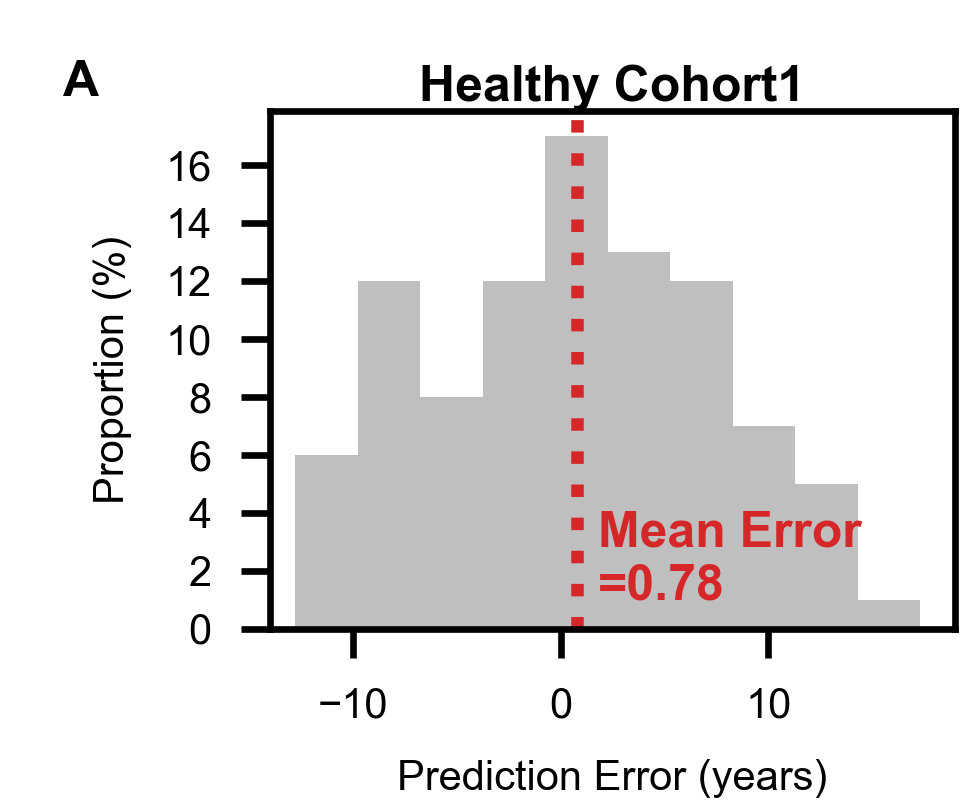 A
Healthy Cohort1
16
14
12
10
8
6
4
2
0
Proportion (%)
Mean Error
=0.78
−10 0 10
Prediction Error (years)